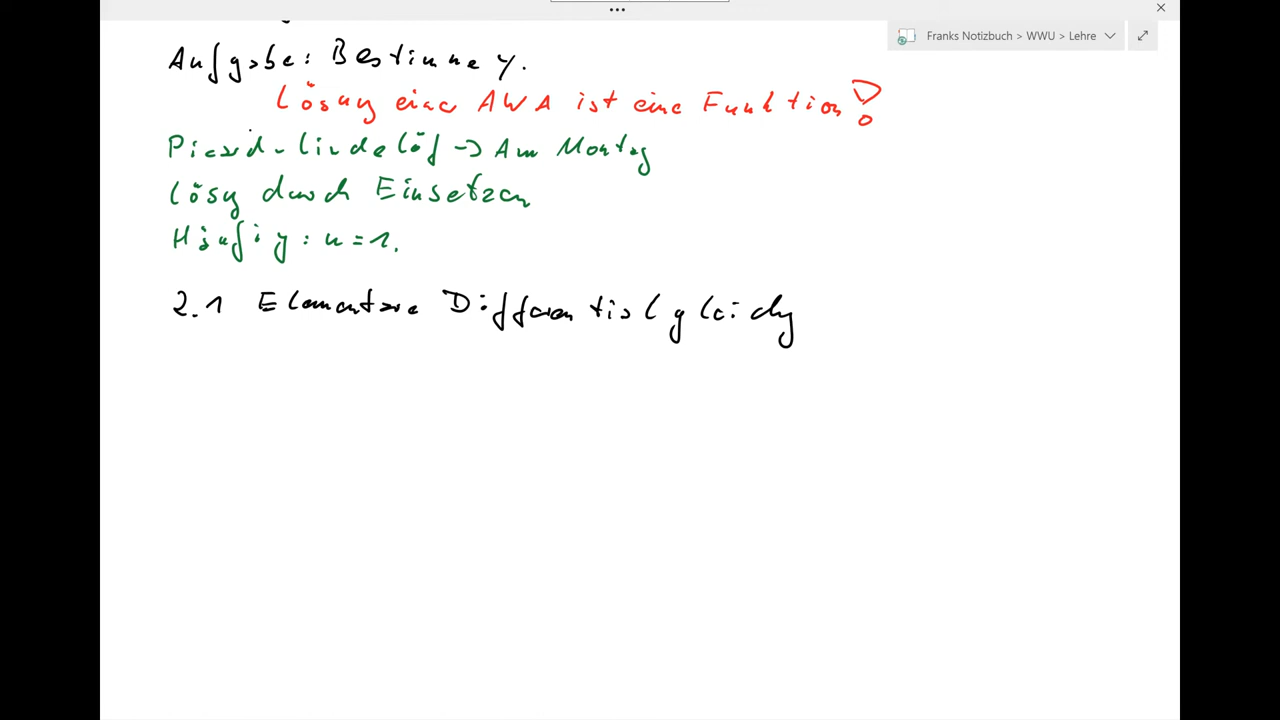 Franks Notizbuch > WWU > Lehre
Aufgabe: Bestimme y.
Lösung einer AWA ist eine Funktion!
Picard-Lindelöf → Am Montag
Lösung durch Einsetzen
Häufig: n=1.
2.1 Elementare Differentialgleichung